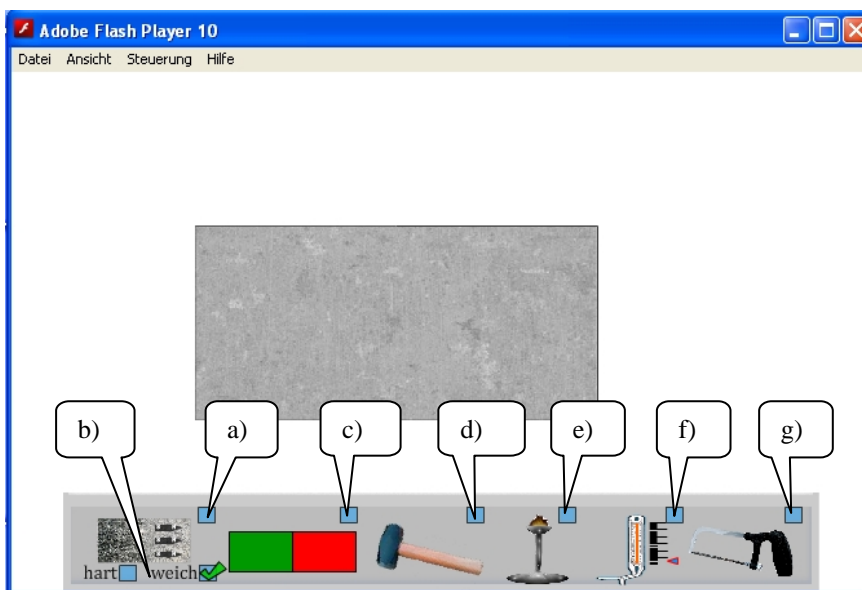 Adobe Flash Player 10
Datei Ansicht Steuerung Hilfe
b) a) c) d) e) f) g)
hart weich